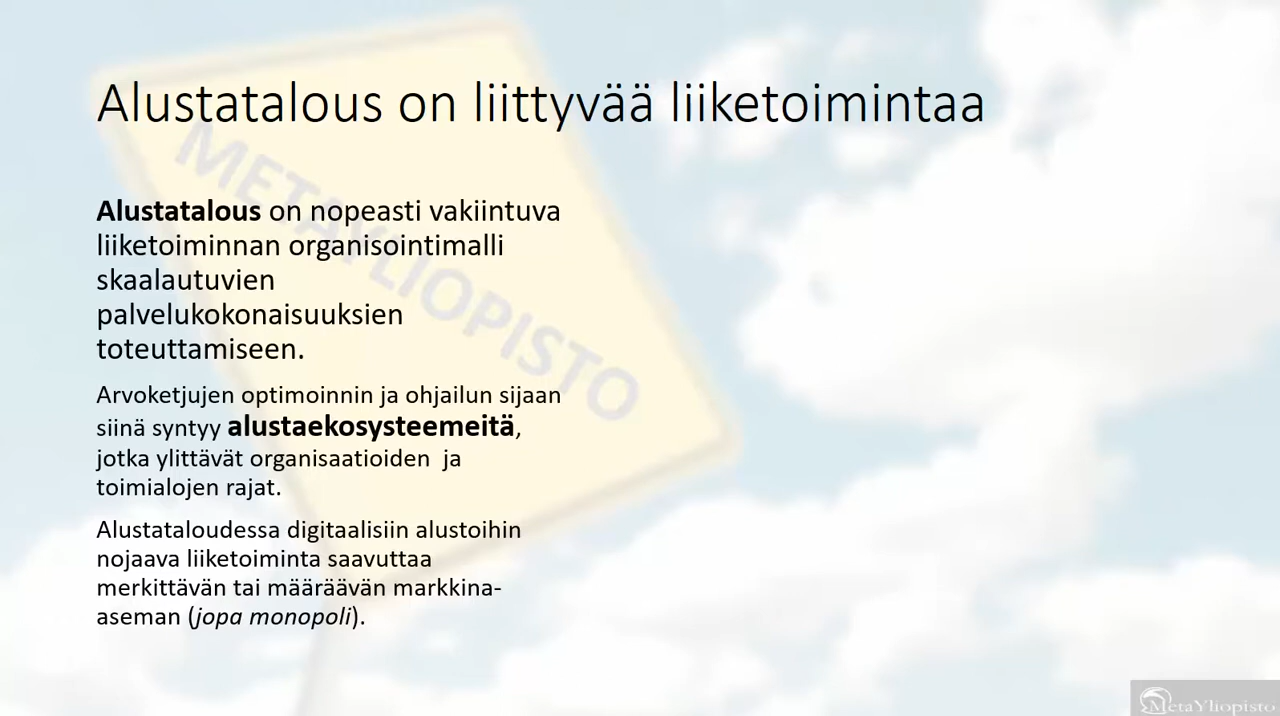 Alustatalous on liittyvää liiketoimintaa
METAYLIOPISTO
Alustatalous on nopeasti vakiintuva
liiketoiminnan organisointimalli
skaalautuvien
palvelukokonaisuuksien
toteuttamiseen.
Arvoketjujen optimoinnin ja ohjailun sijaan
siinä syntyy alustaekosysteemeitä,
jotka ylittävät organisaatioiden ja
toimialojen rajat.
Alustataloudessa digitaalisiin alustoihin
nojaava liiketoiminta saavuttaa
merkittävän tai määräävän markkina-
aseman (jopa monopoli).
MetaYliopisto